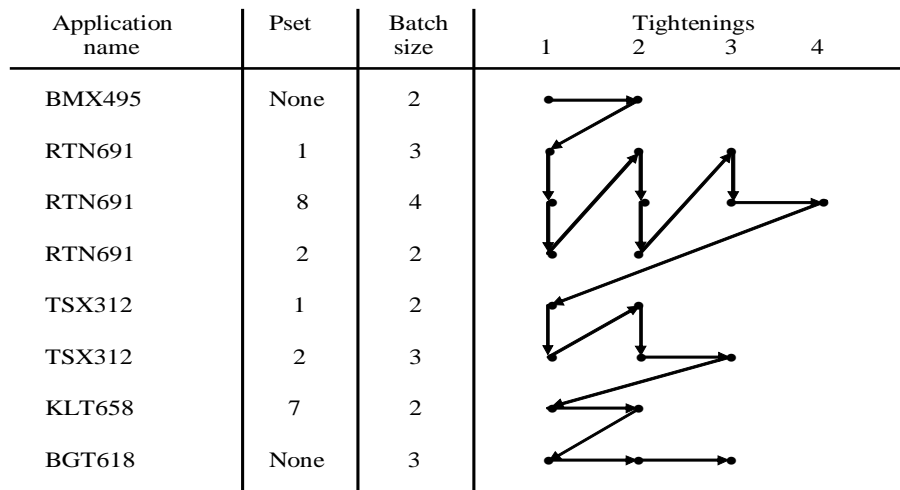 Application name Pset Batch size Tightenings
1 2 3 4
BMX495 None 2
RTN691 1 3
RTN691 8 4
RTN691 2 2
TSX312 1 2
TSX312 2 3
KLT658 7 2
BGT618 None 3